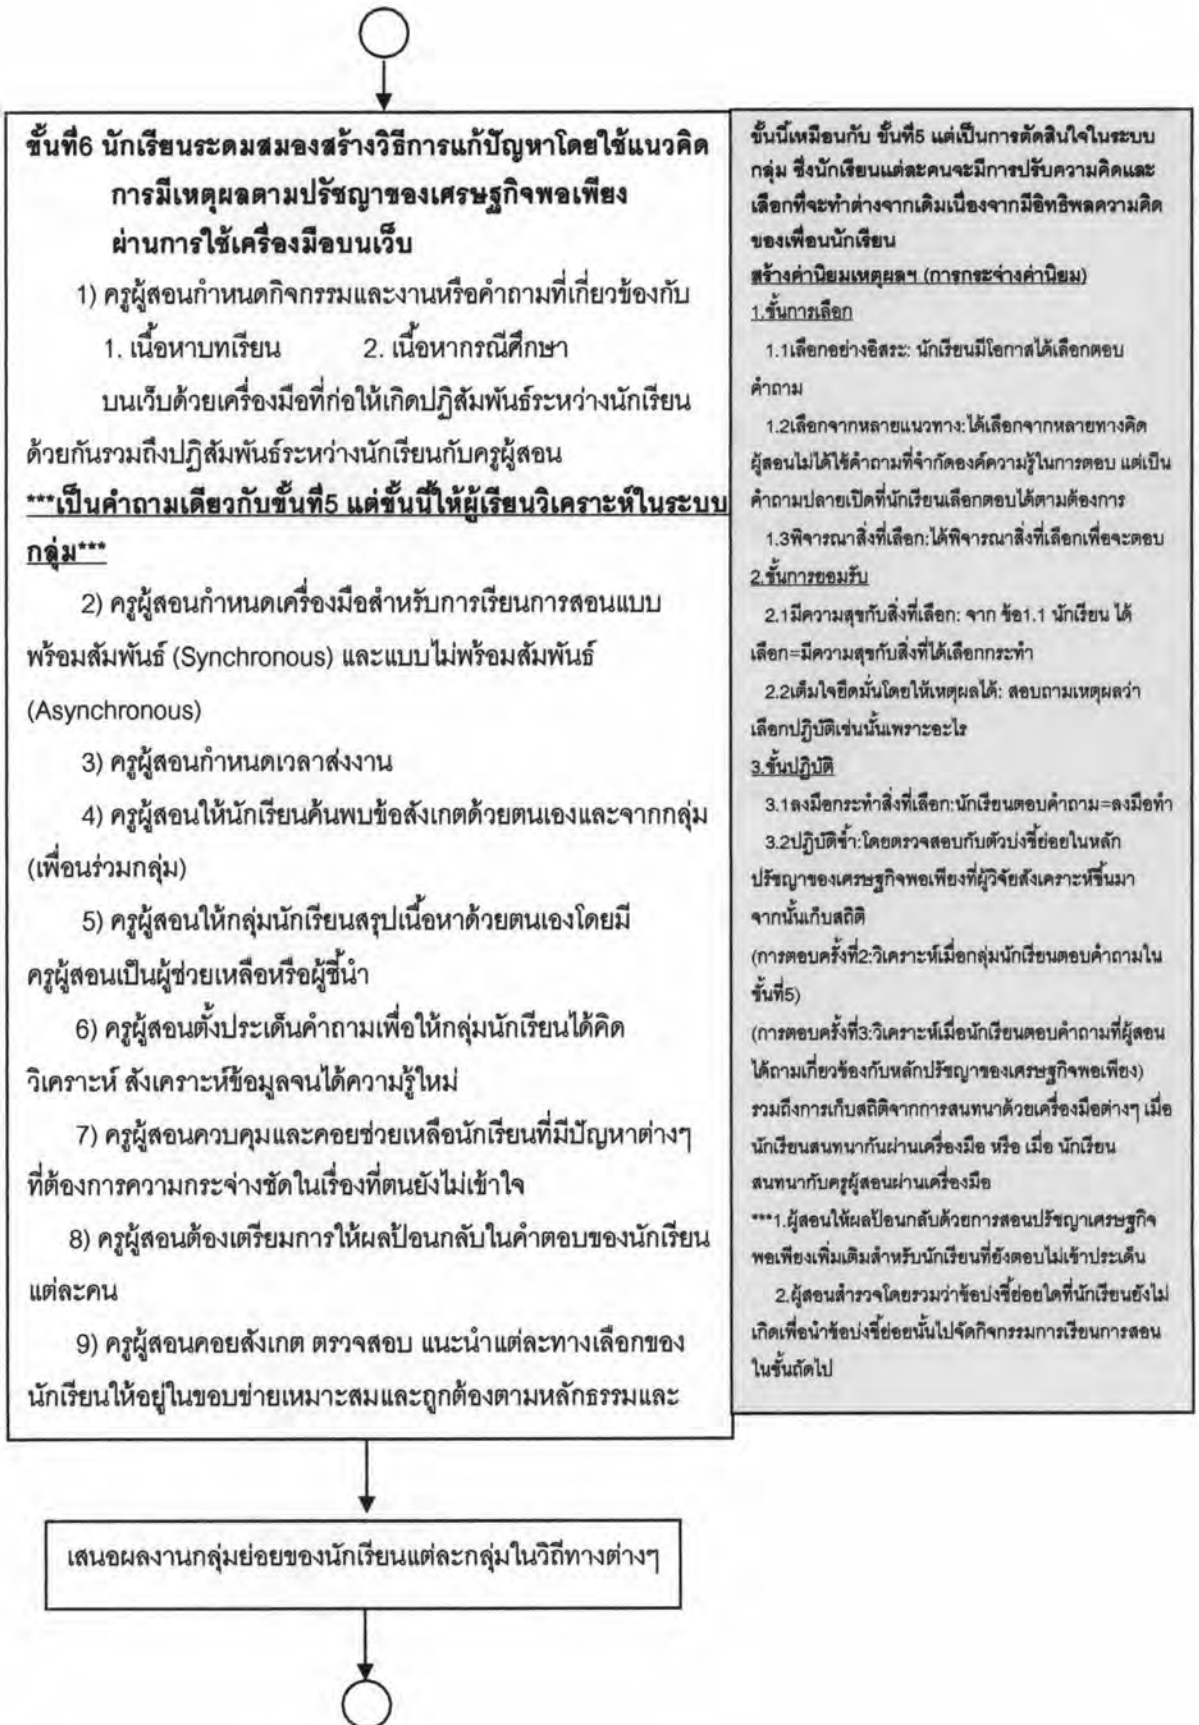 ขั้นที่6 นักเรียนระดมสมองสร้างวิธีการแก้ปัญหาโดยใช้แนวคิด
การมีเหตุผลตามปรัชญาของเศรษฐกิจพอเพียง
ผ่านการใช้เครื่องมือบนเว็บ
1) ครูผู้สอนกำหนดกิจกรรมและงานหรือคำถามที่เกี่ยวข้องกับ
1. เนื้อหาบทเรียน 2. เนื้อหากรณีศึกษา
บนเว็บด้วยเครื่องมือที่ก่อให้เกิดปฏิสัมพันธ์ระหว่างนักเรียน
ด้วยกันรวมถึงปฏิสัมพันธ์ระหว่างนักเรียนกับครูผู้สอน
***เป็นคำถามเดียวกับขั้นที่5 แต่ขั้นนี้ให้ผู้เรียนวิเคราะห์ในระบบ
กลุ่ม***
2) ครูผู้สอนกำหนดเครื่องมือสำหรับการเรียนการสอนแบบ
พร้อมสัมพันธ์ (Synchronous) และแบบไม่พร้อมสัมพันธ์
(Asynchronous)
3) ครูผู้สอนกำหนดเวลาส่งงาน
4) ครูผู้สอนให้นักเรียนค้นพบข้อสังเกตด้วยตนเองและจากกลุ่ม
(เพื่อนร่วมกลุ่ม)
5) ครูผู้สอนให้กลุ่มนักเรียนสรุปเนื้อหาด้วยตนเองโดยมี
ครูผู้สอนเป็นผู้ช่วยเหลือหรือผู้ชี้นำ
6) ครูผู้สอนตั้งประเด็นคำถามเพื่อให้กลุ่มนักเรียนได้คิด
วิเคราะห์ สังเคราะห์ข้อมูลจนได้ความรู้ใหม่
7) ครูผู้สอนควบคุมและคอยช่วยเหลือนักเรียนที่มีปัญหาต่างๆ
ที่ต้องการความกระจ่างชัดในเรื่องที่ตนยังไม่เข้าใจ
8) ครูผู้สอนต้องเตรียมการให้ผลป้อนกลับในคำตอบของนักเรียน
แต่ละคน
9) ครูผู้สอนคอยสังเกต ตรวจสอบ แนะนำแต่ละทางเลือกของ
นักเรียนให้อยู่ในขอบข่ายเหมาะสมและถูกต้องตามหลักธรรมและ
ขั้นนี้เหมือนกับ ขั้นที่5 แต่เป็นการตัดสินใจในระบบ
กลุ่ม ซึ่งนักเรียนแต่ละคนจะมีการปรับความคิดและ
เลือกที่จะทำต่างจากเดิมเนื่องจากมีอิทธิพลความคิด
ของเพื่อนนักเรียน
สร้างค่านิยมเหตุผลฯ (การกระจ่างค่านิยม)
1.ขั้นการเลือก
1.1เลือกอย่างอิสระ: นักเรียนมีโอกาสได้เลือกตอบ
คำถาม
1.2เลือกจากหลายแนวทาง:ได้เลือกจากหลายทางคิด
ผู้สอนไม่ได้ใช้คำถามที่จำกัดองค์ความรู้ในการตอบ แต่เป็น
คำถามปลายเปิดที่นักเรียนเลือกตอบได้ตามต้องการ
1.3พิจารณาสิ่งที่เลือก:ได้พิจารณาสิ่งที่เลือกเพื่อจะตอบ
2.ขั้นการยอมรับ
2.1มีความสุขกับสิ่งที่เลือก: จาก ข้อ1.1 นักเรียน ได้
เลือก=มีความสุขกับสิ่งที่ได้เลือกกระทำ
2.2เต็มใจยึดมั่นโดยให้เหตุผลได้: สอบถามเหตุผลว่า
เลือกปฏิบัติเช่นนั้นเพราะอะไร
3.ขั้นปฏิบัติ
3.1ลงมือกระทำสิ่งที่เลือก:นักเรียนตอบคำถาม=ลงมือทำ
3.2ปฏิบัติซ้ำ:โดยตรวจสอบกับตัวบ่งชี้ย่อยในหลัก
ปรัชญาของเศรษฐกิจพอเพียงที่ผู้วิจัยสังเคราะห์ขึ้นมา
จากนั้นเก็บสถิติ
(การตอบครั้งที่2:วิเคราะห์เมื่อกลุ่มนักเรียนตอบคำถามใน
ขั้นที่5)
(การตอบครั้งที่3:วิเคราะห์เมื่อนักเรียนตอบคำถามที่ผู้สอน
ได้ถามเกี่ยวข้องกับหลักปรัชญาของเศรษฐกิจพอเพียง)
รวมถึงการเก็บสถิติจากการสนทนาด้วยเครื่องมือต่างๆ เมื่อ
นักเรียนสนทนากันผ่านเครื่องมือ หรือ เมื่อ นักเรียน
สนทนากับครูผู้สอนผ่านเครื่องมือ
***1.ผู้สอนให้ผลป้อนกลับด้วยการสอนปรัชญาเศรษฐกิจ
พอเพียงเพิ่มเติมสำหรับนักเรียนที่ยังตอบไม่เข้าประเด็น
2.ผู้สอนสำรวจโดยรวมว่าข้อบ่งชี้ย่อยใดที่นักเรียนยังไม่
เกิดเพื่อนำข้อบ่งชี้ย่อยนั้นไปจัดกิจกรรมการเรียนการสอน
ในขั้นถัดไป
เสนอผลงานกลุ่มย่อยของนักเรียนแต่ละกลุ่มในวิถีทางต่างๆ